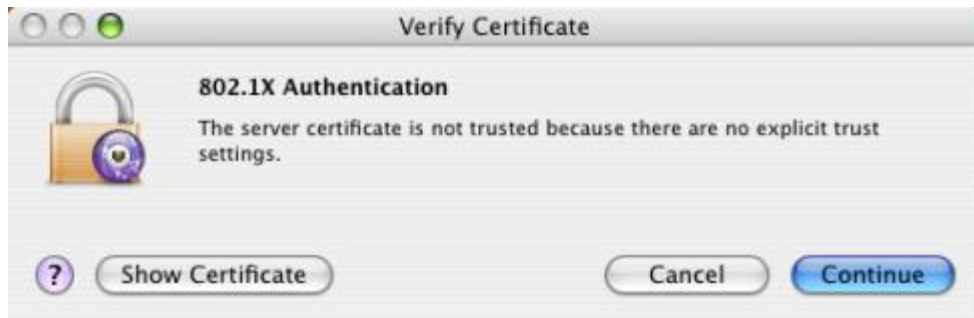 Verify Certificate
802.1X Authentication
The server certificate is not trusted because there are no explicit trust
settings.
? Show Certificate Cancel Continue